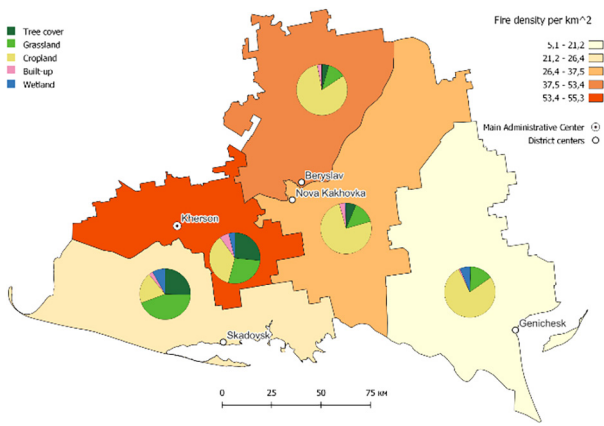 Tree cover
Grassland
Cropland
Built-up
Wetland
Fire density per km^2
5,1 - 21,2
21,2 - 26,4
26,4 - 37,5
37,5 - 53,4
53,4 - 55,3
Main Administrative Center
District centers
Beryslav
Nova Kakhovka
Kherson
Skadovsk
Genichesk
0 25 50 75 км